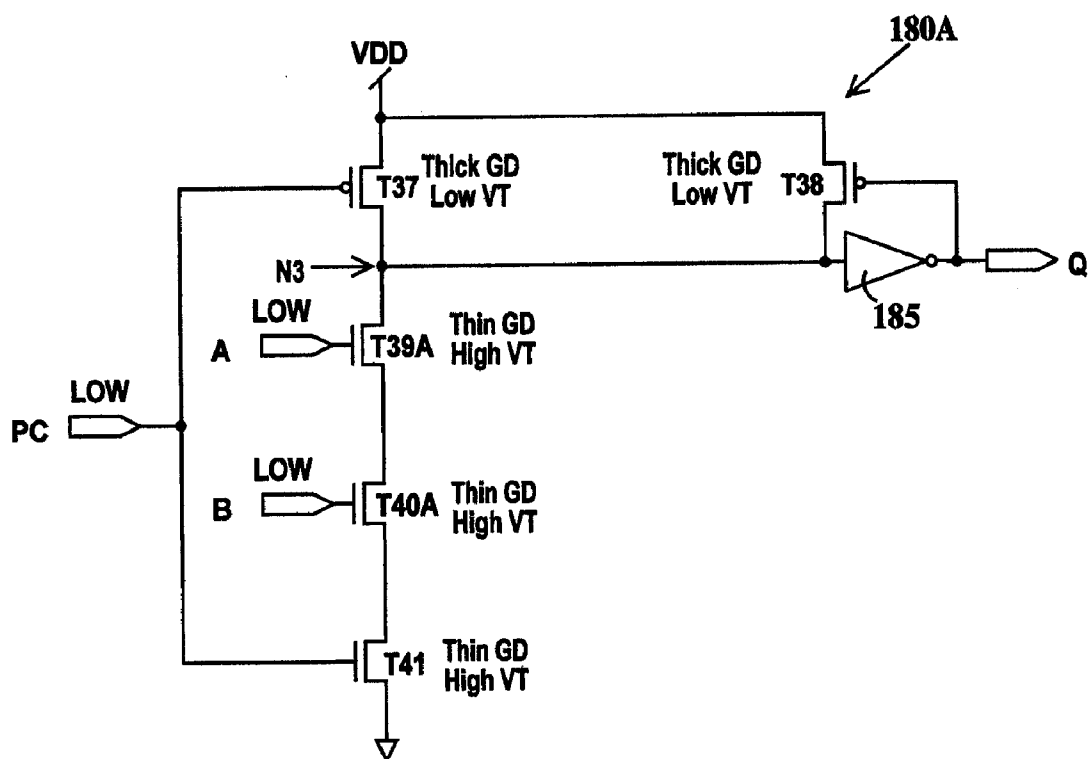 180A
VDD
Thick GD
Low VT
T37
Thick GD
Low VT
T38
N3
Q
185
LOW
A
T39A
Thin GD
High VT
LOW
PC
LOW
B
T40A
Thin GD
High VT
T41
Thin GD
High VT